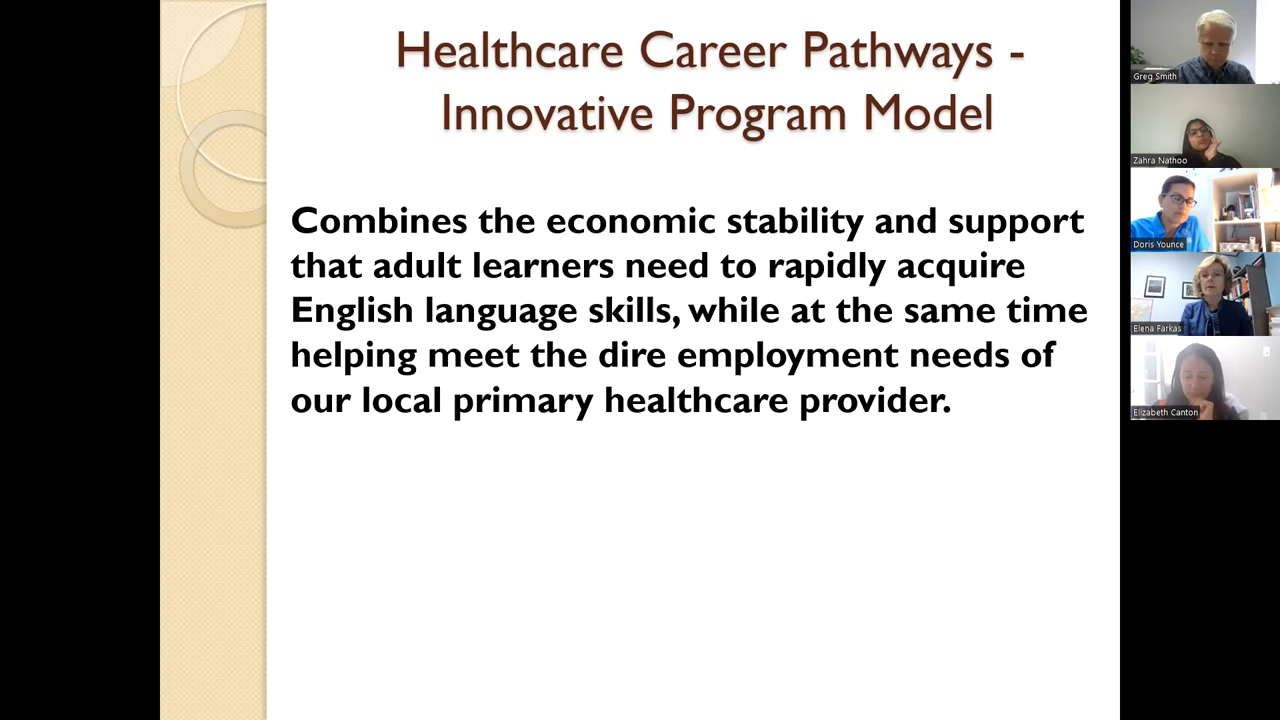 Healthcare Career Pathways -
Innovative Program Model
Combines the economic stability and support
that adult learners need to rapidly acquire
English language skills, while at the same time
helping meet the dire employment needs of
our local primary healthcare provider.
Greg Smith
Zahra Nathoo
Doris Younce
Elena Farkas
Elizabeth Canton